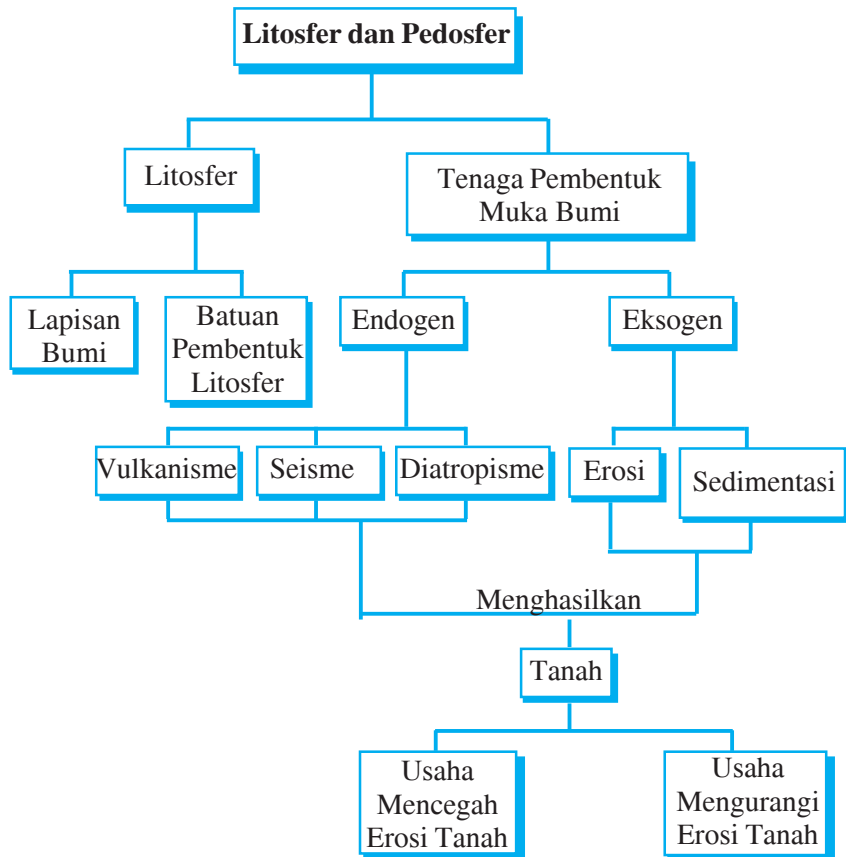 Litosfer dan Pedosfer
Litosfer
Tenaga Pembentuk
Muka Bumi
Lapisan
Bumi
Batuan
Pembentuk
Litosfer
Endogen
Eksogen
Vulkanisme
Seisme
Diatropisme
Erosi
Sedimentasi
Menghasilkan
Tanah
Usaha
Mencegah
Erosi Tanah
Usaha
Mengurangi
Erosi Tanah